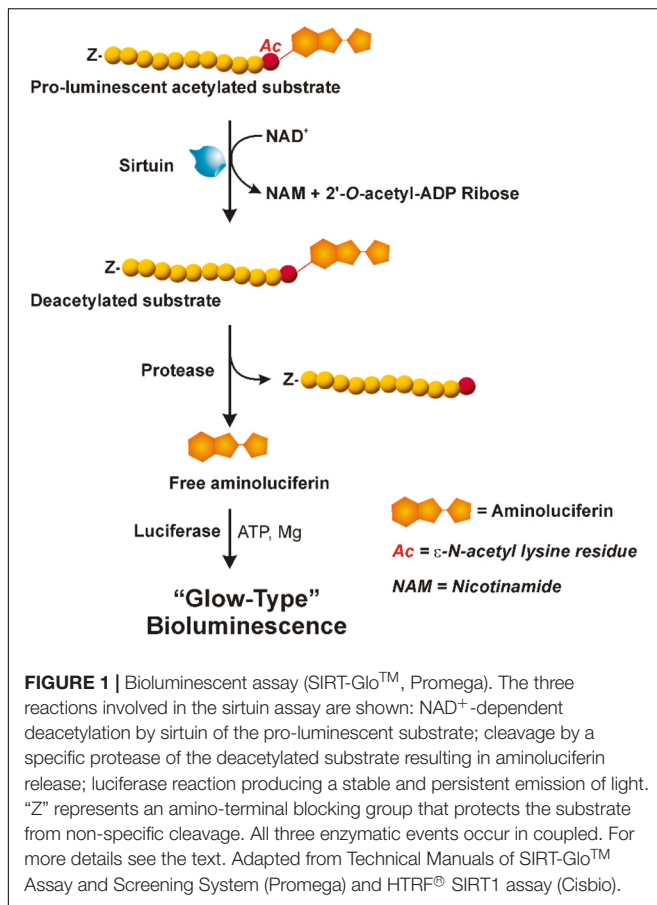 Z-
Ac
Pro-luminescent acetylated substrate
NAD+
Sirtuin
NAM + 2'-O-acetyl-ADP Ribose
Z-
Deacetylated substrate
Protease
Z-
Free aminoluciferin
= Aminoluciferin
Luciferase
ATP, Mg
Ac = ε-N-acetyl lysine residue
"Glow-Type"
Bioluminescence
NAM = Nicotinamide
FIGURE 1 | Bioluminescent assay (SIRT-Glo™, Promega). The three
reactions involved in the sirtuin assay are shown: NAD+-dependent
deacetylation by sirtuin of the pro-luminescent substrate; cleavage by a
specific protease of the deacetylated substrate resulting in aminoluciferin
release; luciferase reaction producing a stable and persistent emission of light.
"Z" represents an amino-terminal blocking group that protects the substrate
from non-specific cleavage. All three enzymatic events occur in coupled. For
more details see the text. Adapted from Technical Manuals of SIRT-Glo™
Assay and Screening System (Promega) and HTRF® SIRT1 assay (Cisbio).